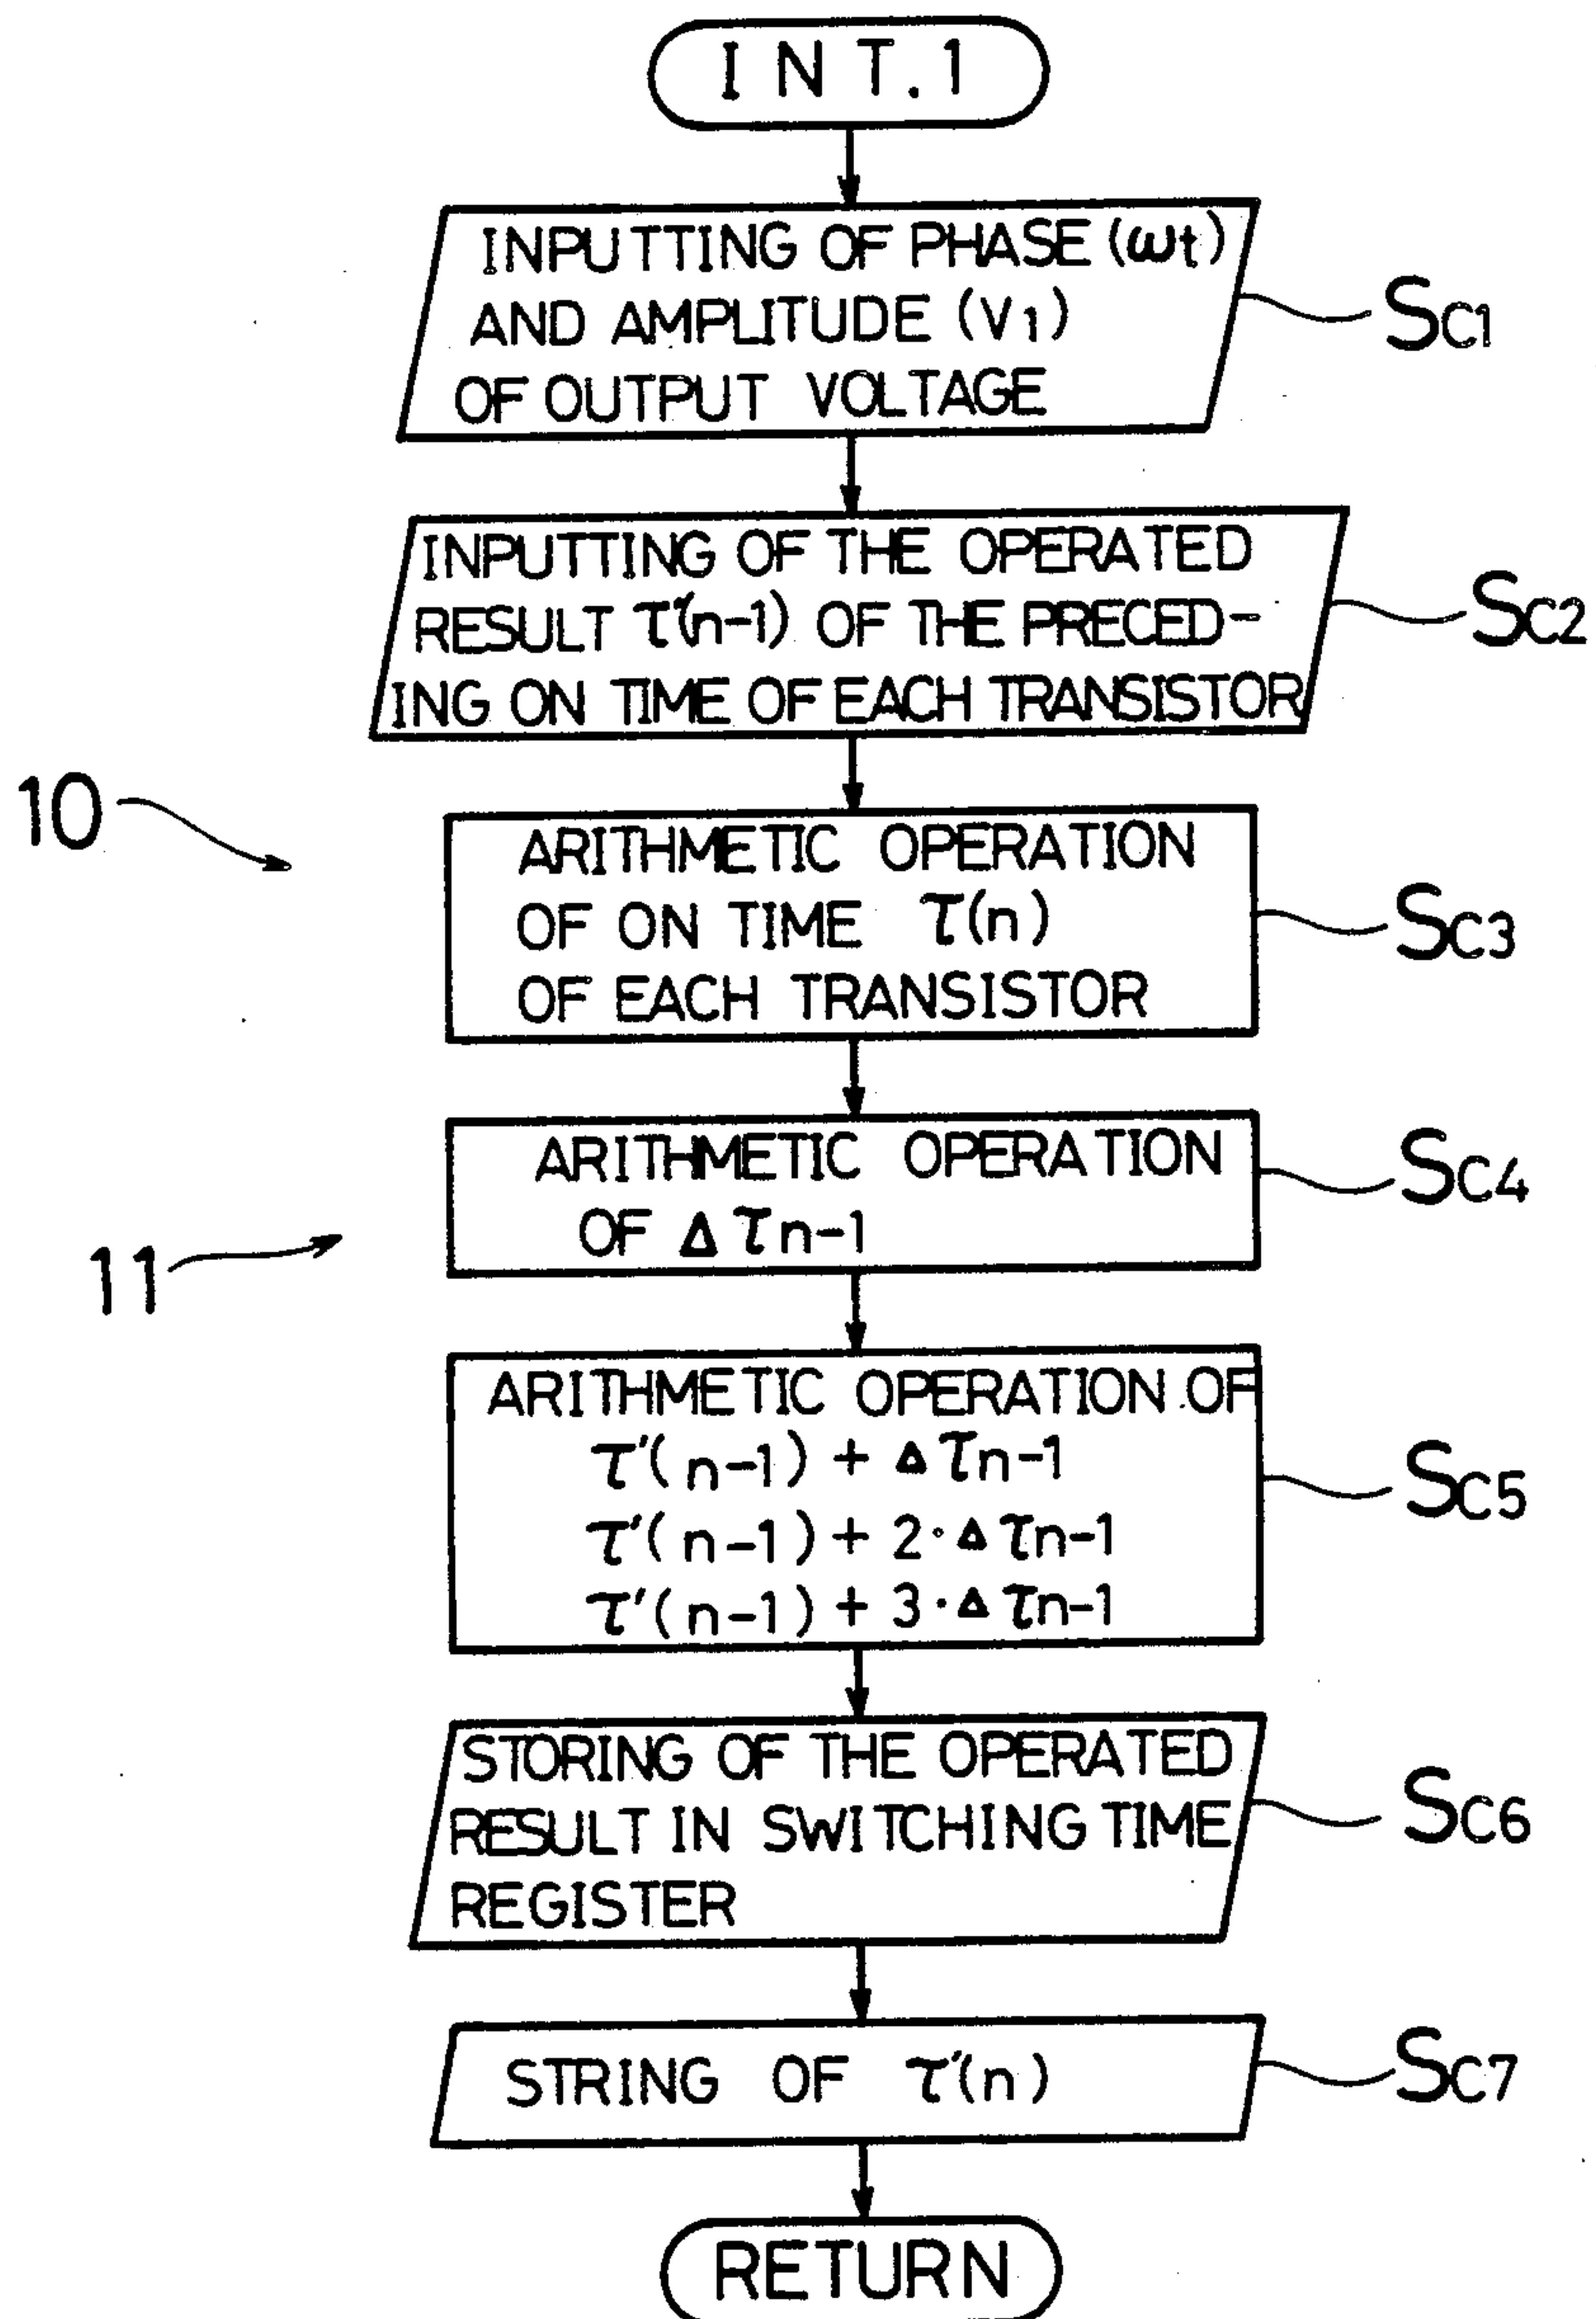 INT.1
INPUTTING OF PHASE (ωt)
AND AMPLITUDE (V1)
OF OUTPUT VOLTAGE
SC1
INPUTTING OF THE OPERATED
RESULT τ'(n-1) OF THE PRECED-
ING ON TIME OF EACH TRANSISTOR
SC2
10
ARITHMETIC OPERATION
OF ON TIME τ(n)
OF EACH TRANSISTOR
SC3
ARITHMETIC OPERATION
OF Δτn-1
SC4
11
ARITHMETIC OPERATION OF
τ'(n-1) + Δτn-1
τ'(n-1) + 2·Δτn-1
τ'(n-1) + 3·Δτn-1
SC5
STORING OF THE OPERATED
RESULT IN SWITCHING TIME
REGISTER
SC6
STRING OF τ'(n)
SC7
RETURN